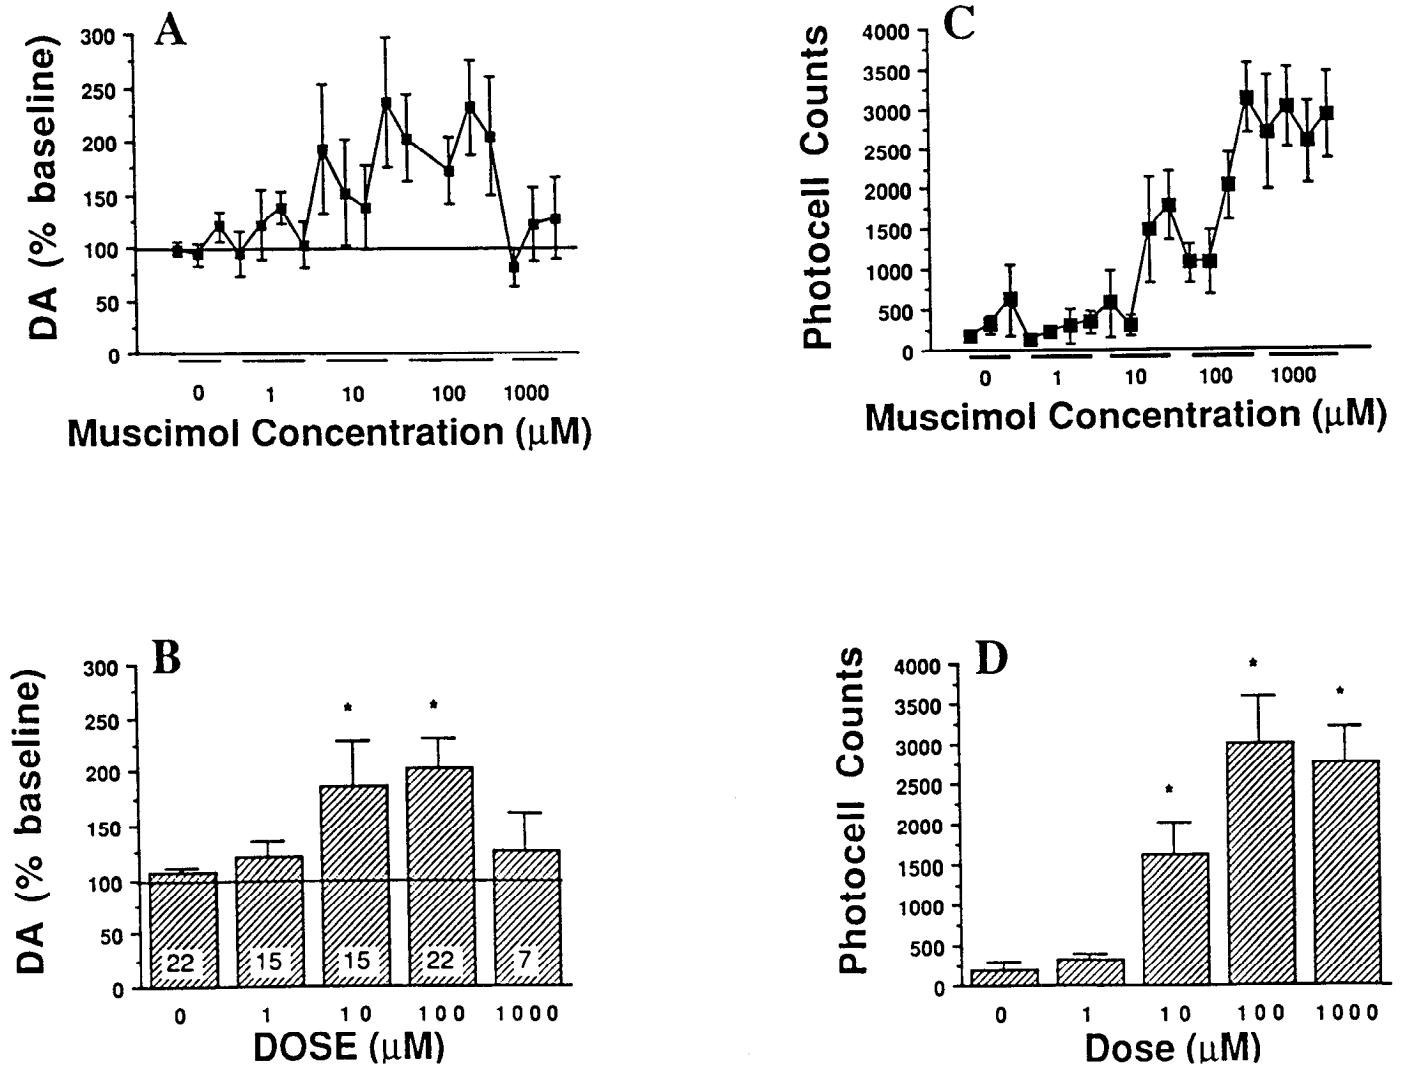 A
DA (% baseline)
300
250
200
150
100
50
0
0 1 10 100 1000
Muscimol Concentration (µM)
C
Photocell Counts
4000
3500
3000
2500
2000
1500
1000
500
0
0 1 10 100 1000
Muscimol Concentration (µM)
B
DA (% baseline)
300
250
200
150
100
50
0
* *
22 15 15 22 7
0 1 10 100 1000
DOSE (µM)
D
Photocell Counts
4000
3500
3000
2500
2000
1500
1000
500
0
* * *
0 1 10 100 1000
Dose (µM)